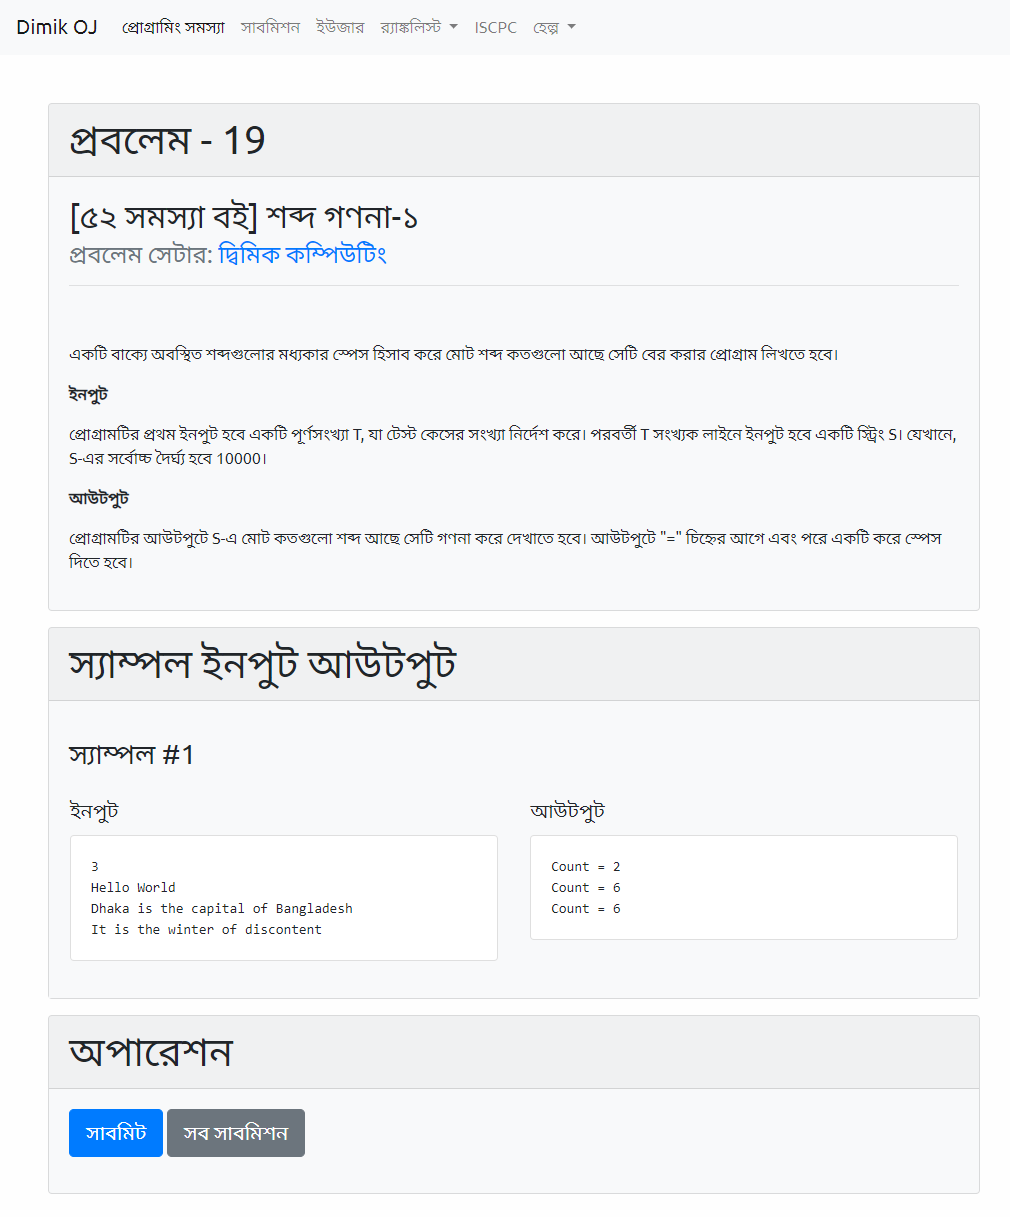 Dimik OJ প্রোগ্রামিং সমস্যা সাবমিশন ইউজার র‍্যাঙ্কলিস্ট ISCPC হেল্প
প্রবলেম - 19
[৫২ সমস্যা বই] শব্দ গণনা-১
প্রবলেম সেটার: দ্বিমিক কম্পিউটিং
একটি বাক্যে অবস্থিত শব্দগুলোর মধ্যকার স্পেস হিসাব করে মোট শব্দ কতগুলো আছে সেটি বের করার প্রোগ্রাম লিখতে হবে।
ইনপুট
প্রোগ্রামটির প্রথম ইনপুট হবে একটি পূর্ণসংখ্যা T, যা টেস্ট কেসের সংখ্যা নির্দেশ করে। পরবর্তী T সংখ্যক লাইনে ইনপুট হবে একটি স্ট্রিং S। যেখানে,
S-এর সর্বোচ্চ দৈর্ঘ্য হবে 10000।
আউটপুট
প্রোগ্রামটির আউটপুটে S-এ মোট কতগুলো শব্দ আছে সেটি গণনা করে দেখাতে হবে। আউটপুটে "=" চিহ্নের আগে এবং পরে একটি করে স্পেস
দিতে হবে।
স্যাম্পল ইনপুট আউটপুট
স্যাম্পল #1
ইনপুট
3
Hello World
Dhaka is the capital of Bangladesh
It is the winter of discontent
আউটপুট
Count = 2
Count = 6
Count = 6
অপারেশন
সাবমিট সব সাবমিশন